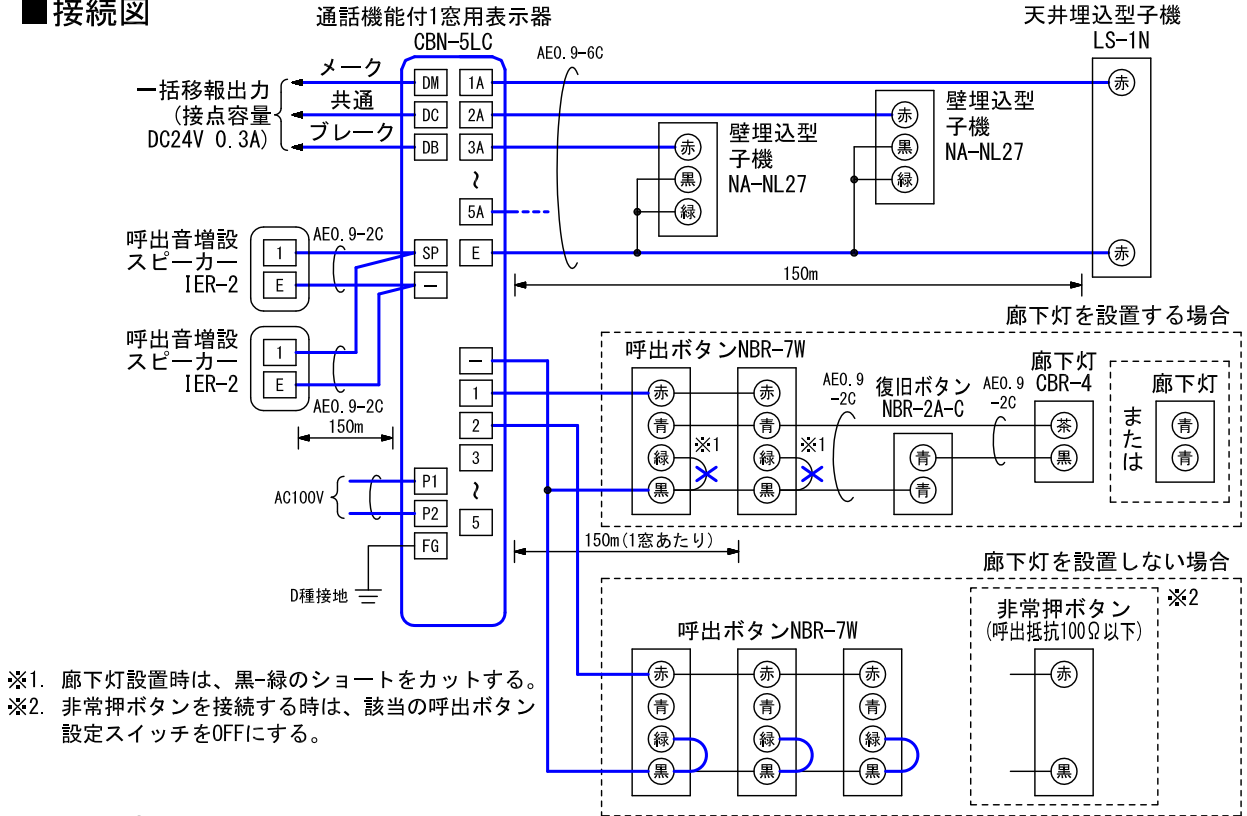 ■接続図
通話機能付1窓用表示器
CBN-5LC
天井埋込型子機
LS-1N
AE0.9-6C
一括移報出力
(接点容量
DC24V 0.3A)
メーク
共通
ブレーク
DM
DC
DB
1A
2A
3A
~
5A
E
赤
黒
緑
壁埋込型
子機
NA-NL27
赤
黒
緑
壁埋込型
子機
NA-NL27
赤
赤
150m
呼出音増設
スピーカー
IER-2
1
E
AE0.9-2C
SP
−
呼出音増設
スピーカー
IER-2
1
E
AE0.9-2C
150m
−
1
2
3
~
5
AC100V
P1
P2
FG
D種接地
廊下灯を設置する場合
呼出ボタンNBR-7W
赤
青
緑
黒
※1
赤
青
緑
黒
※1
AE0.9
-2C
復旧ボタン
NBR-2A-C
青
青
AE0.9
-2C
廊下灯
CBR-4
茶
黒
または
廊下灯
青
青
150m(1窓あたり)
廊下灯を設置しない場合
呼出ボタンNBR-7W
赤
青
緑
黒
赤
青
緑
黒
赤
青
緑
黒
非常押ボタン
(呼出抵抗100Ω以下)
※2
赤
黒
※1. 廊下灯設置時は、黒-緑のショートをカットする。
※2. 非常押ボタンを接続する時は、該当の呼出ボタン
設定スイッチをOFFにする。